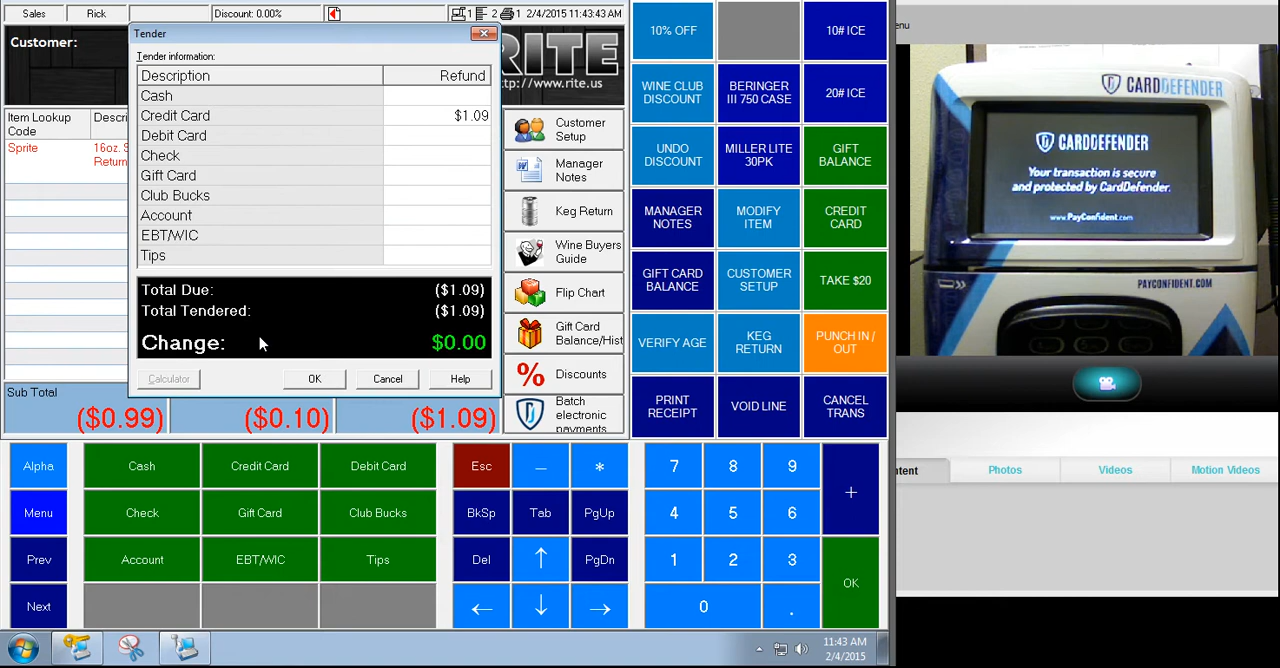 Sales
Rick
Discount: 0.00%
1
2
1
2/4/2015 11:43:43 AM
Customer:
RITE
http://www.rite.us
Tender
Tender information:
Description
Refund
Cash
Credit Card
$1.09
Debit Card
Check
Gift Card
Club Bucks
Account
EBT/WIC
Tips
Total Due:
($1.09)
Total Tendered:
($1.09)
Change:
$0.00
Calculator
OK
Cancel
Help
Item Lookup
Code
Descri
Sprite
16oz. S
Return
Sub Total
($0.99)
($0.10)
($1.09)
Customer
Setup
Manager
Notes
Keg Return
Wine Buyers
Guide
Flip Chart
Gift Card
Balance/Hist
Discounts
Batch
electronic
payments
10% OFF
10# ICE
WINE CLUB
DISCOUNT
BERINGER
III 750 CASE
20# ICE
UNDO
DISCOUNT
MILLER LITE
30PK
GIFT
BALANCE
MANAGER
NOTES
MODIFY
ITEM
CREDIT
CARD
GIFT CARD
BALANCE
CUSTOMER
SETUP
TAKE $20
VERIFY AGE
KEG
RETURN
PUNCH IN /
OUT
PRINT
RECEIPT
VOID LINE
CANCEL
TRANS
Alpha
Cash
Credit Card
Debit Card
Esc
_
*
7
8
9
+
Menu
Check
Gift Card
Club Bucks
BkSp
Tab
PgUp
4
5
6
Prev
Account
EBT/WIC
Tips
Del
↑
PgDn
1
2
3
OK
Next
←
↓
→
0
.
11:43 AM
2/4/2015
enu
CARDDEFENDER
CARDDEFENDER
Your transaction is secure
and protected by CardDefender.
www.PayConfident.com
PAYCONFIDENT.COM
ntent
Photos
Videos
Motion Videos